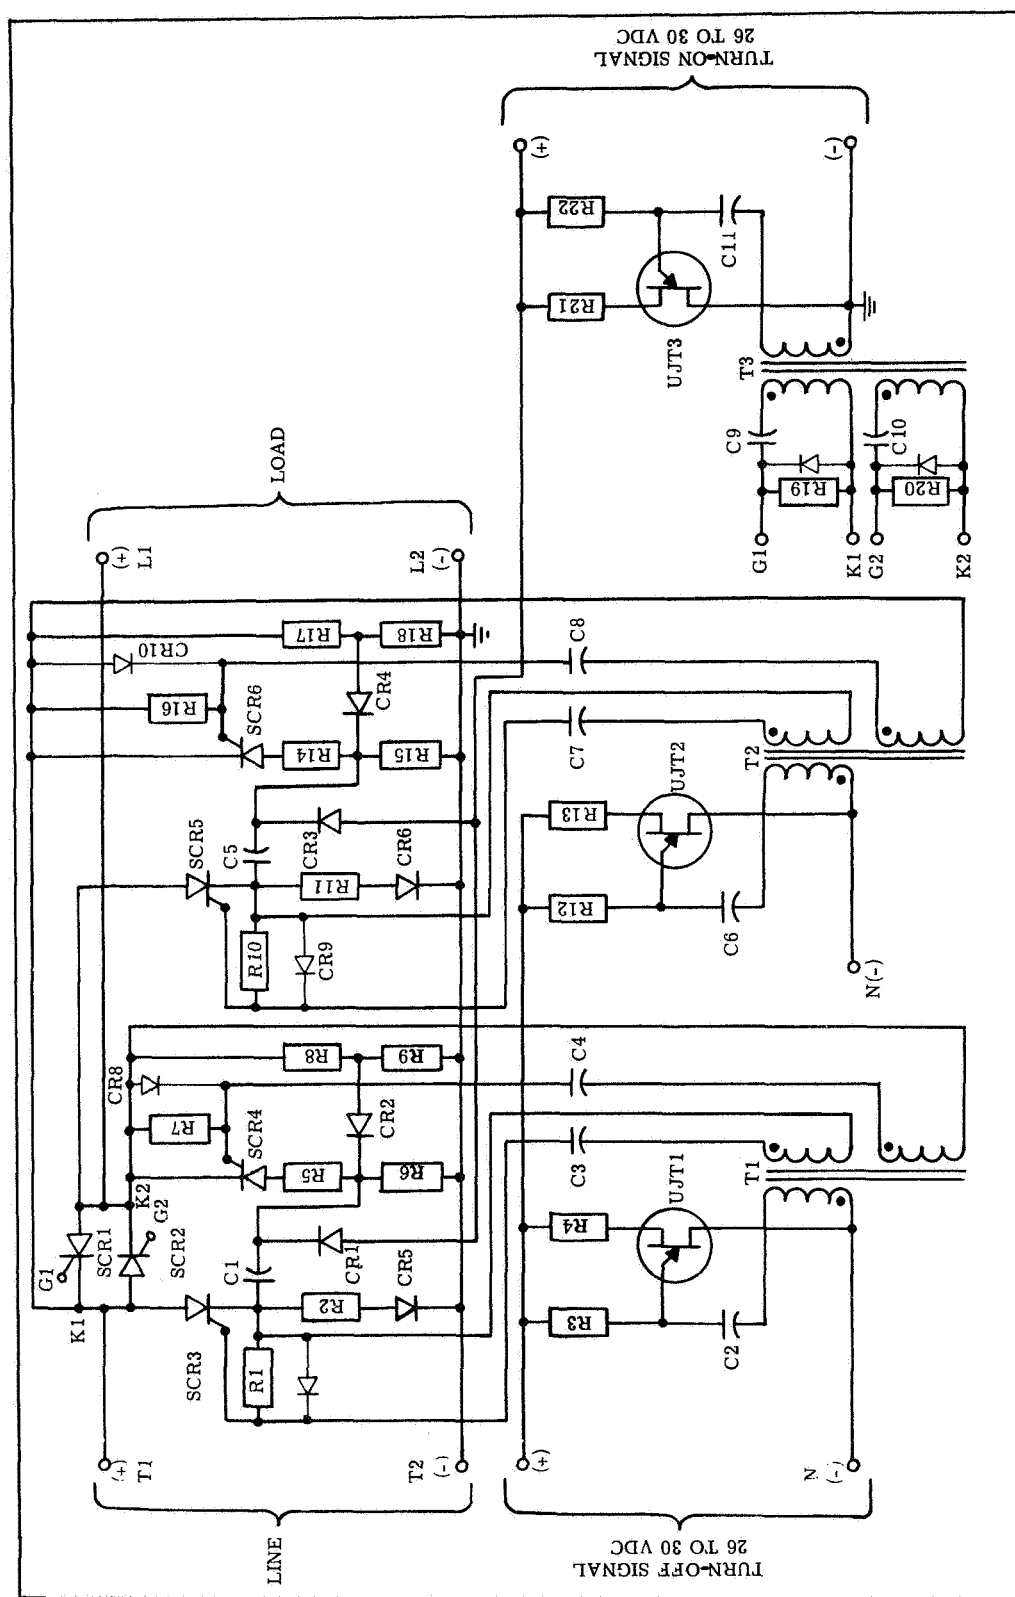 LINE
(+)
T1
T2
(-)
TURN-OFF SIGNAL
26 TO 30 VDC
(+)
N
(-)
K1
G1
SCR1
K2
G2
SCR2
SCR3
R1
C1
R2
CR1
CR5
CR8
R7
SCR4
R5
R6
CR2
R8
R9
R3
R4
C2
UJT1
T1
C3
C4
SCR5
R10
CR9
C5
R11
CR3
CR6
R16
CR10
SCR6
R14
R15
CR4
R17
R18
R12
R13
C6
UJT2
T2
C7
C8
N(-)
LOAD
(+)
L1
L2
(-)
G1
K1
G2
K2
R19
R20
C9
C10
T3
UJT3
R21
R22
C11
(+)
(-)
TURN-ON SIGNAL
26 TO 30 VDC